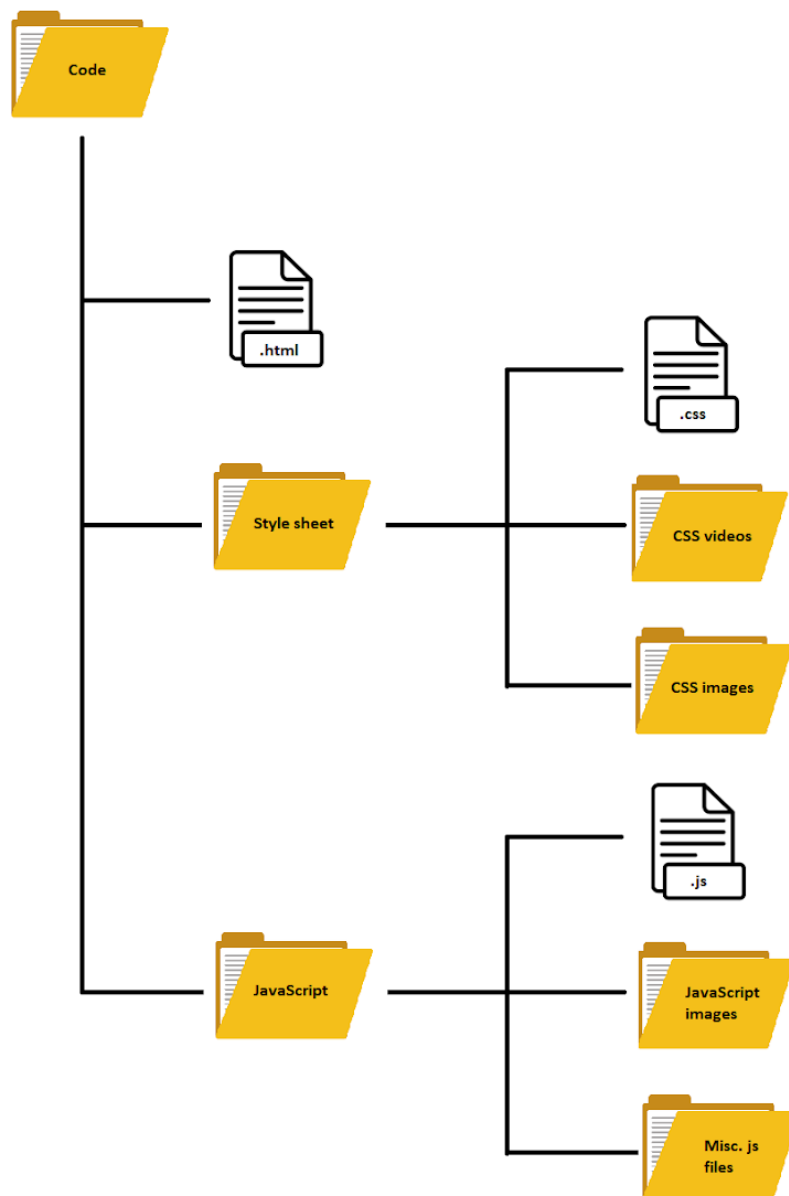 Code
.html
.css
Style sheet
CSS videos
CSS images
.js
JavaScript
JavaScript
images
Misc. js
files